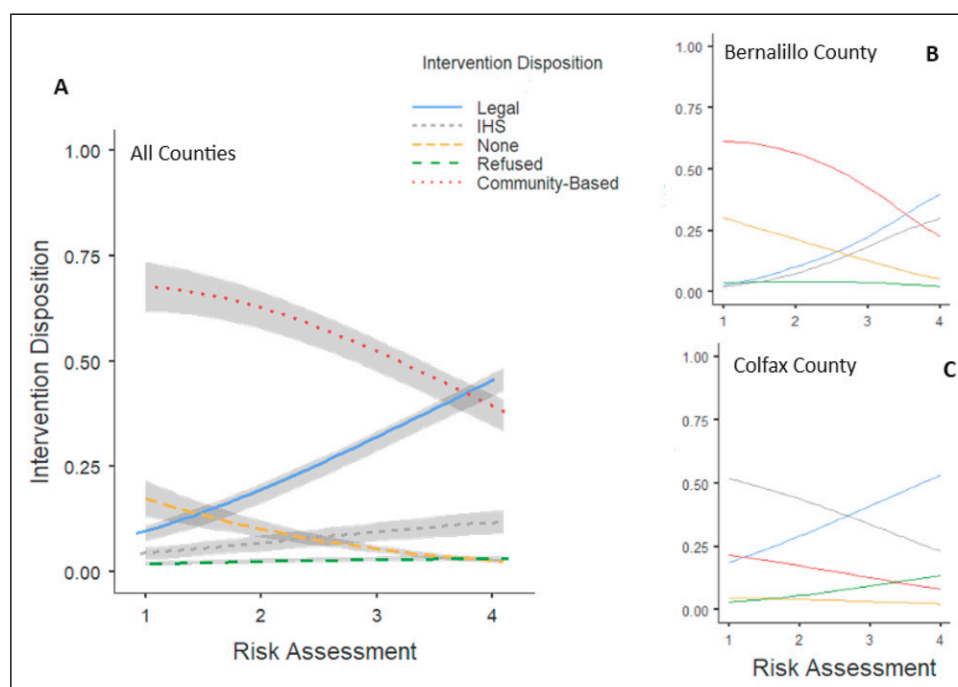 Intervention Disposition
A
Legal
IHS
None
Refused
Community-Based
All Counties
1.00
0.75
0.50
0.25
0.00
Intervention Disposition
1
2
3
4
Risk Assessment
Bernalillo County
B
1.00
0.75
0.50
0.25
0.00
1
2
3
4
Colfax County
C
1.00
0.75
0.50
0.25
0.00
1
2
3
4
Risk Assessment